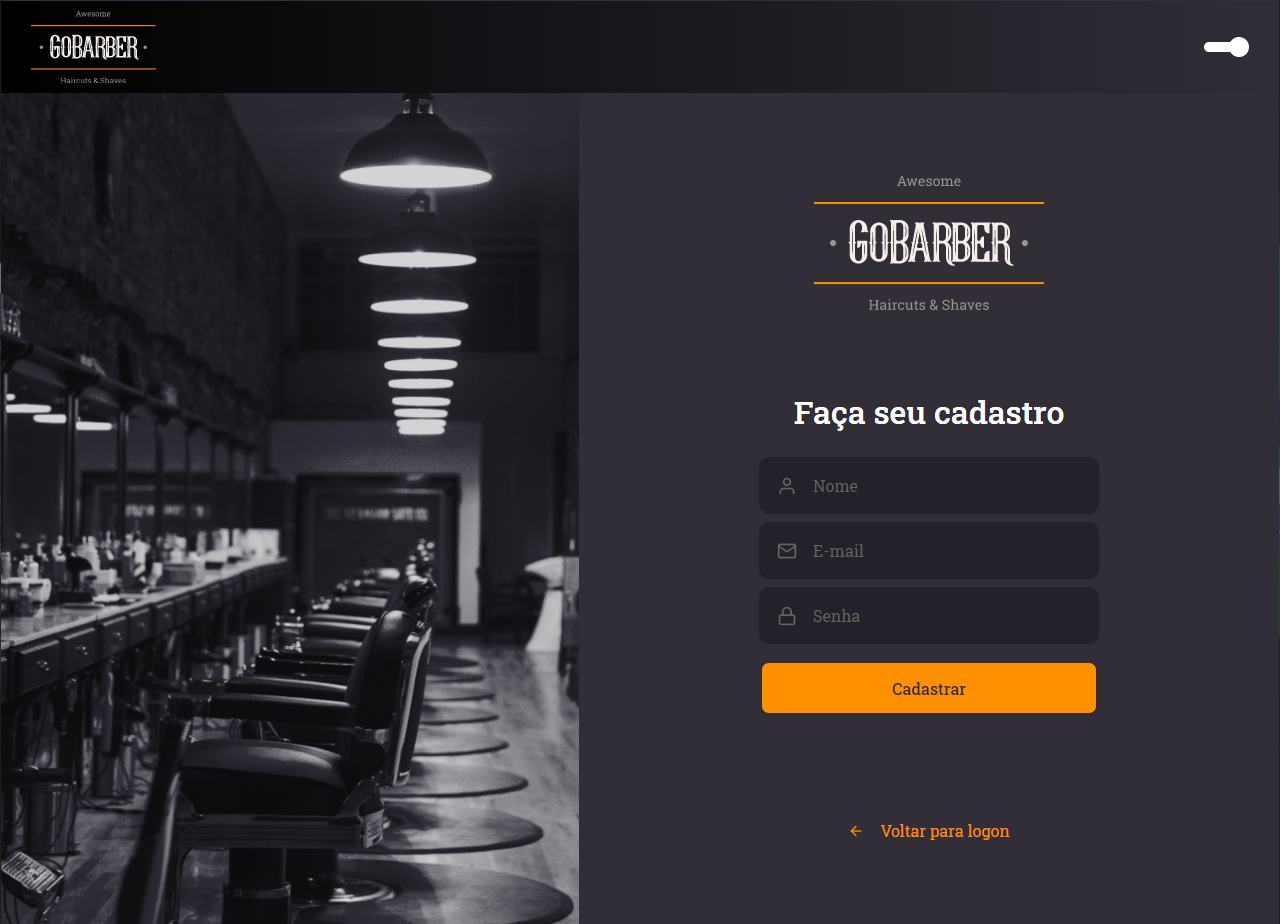 Awesome
GOBARBER
Haircuts & Shaves
Awesome
GOBARBER
Haircuts & Shaves
Faça seu cadastro
Nome
E-mail
Senha
Cadastrar
Voltar para logon